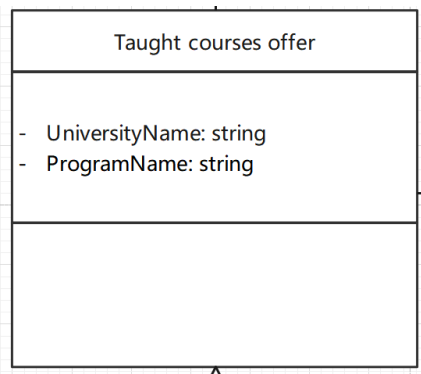 Taught courses offer
- UniversityName: string
- ProgramName: string